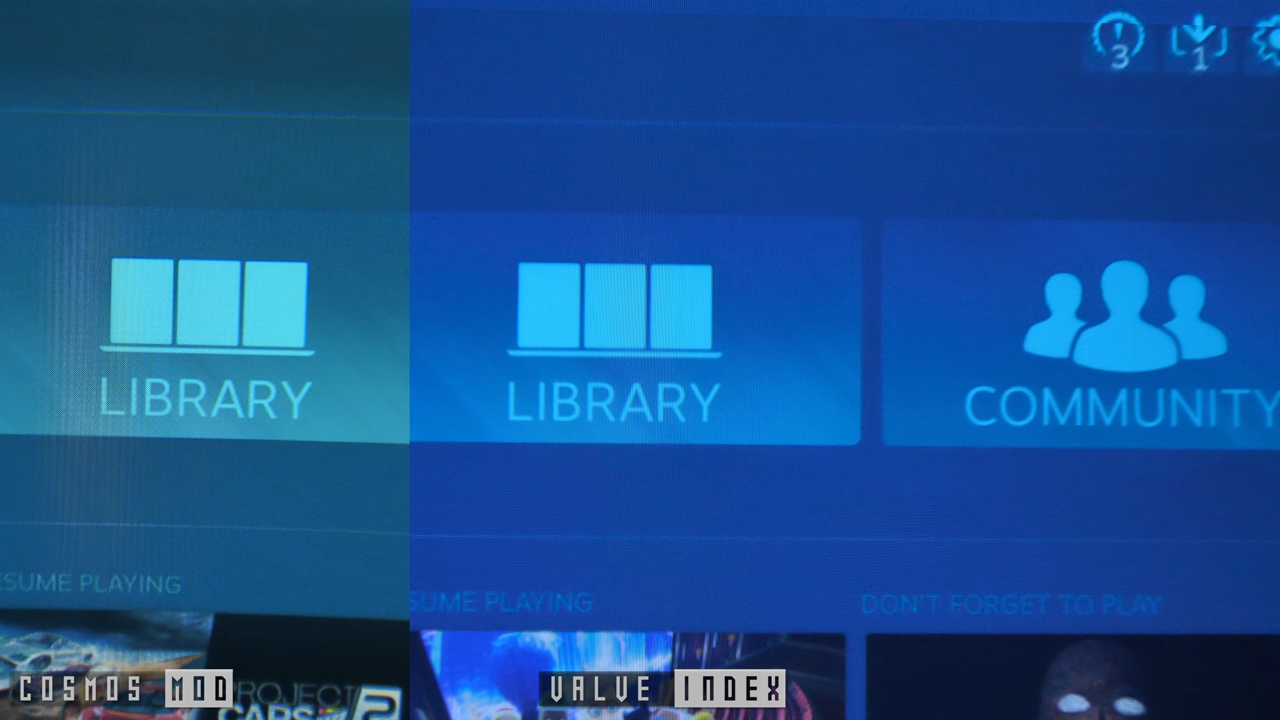 3
1
LIBRARY
LIBRARY
COMMUNITY
ESUME PLAYING
SUME PLAYING
DON'T FORGET TO PLAY
PROJECT
CARS 2
COSMOS MOD
VALVE INDEX